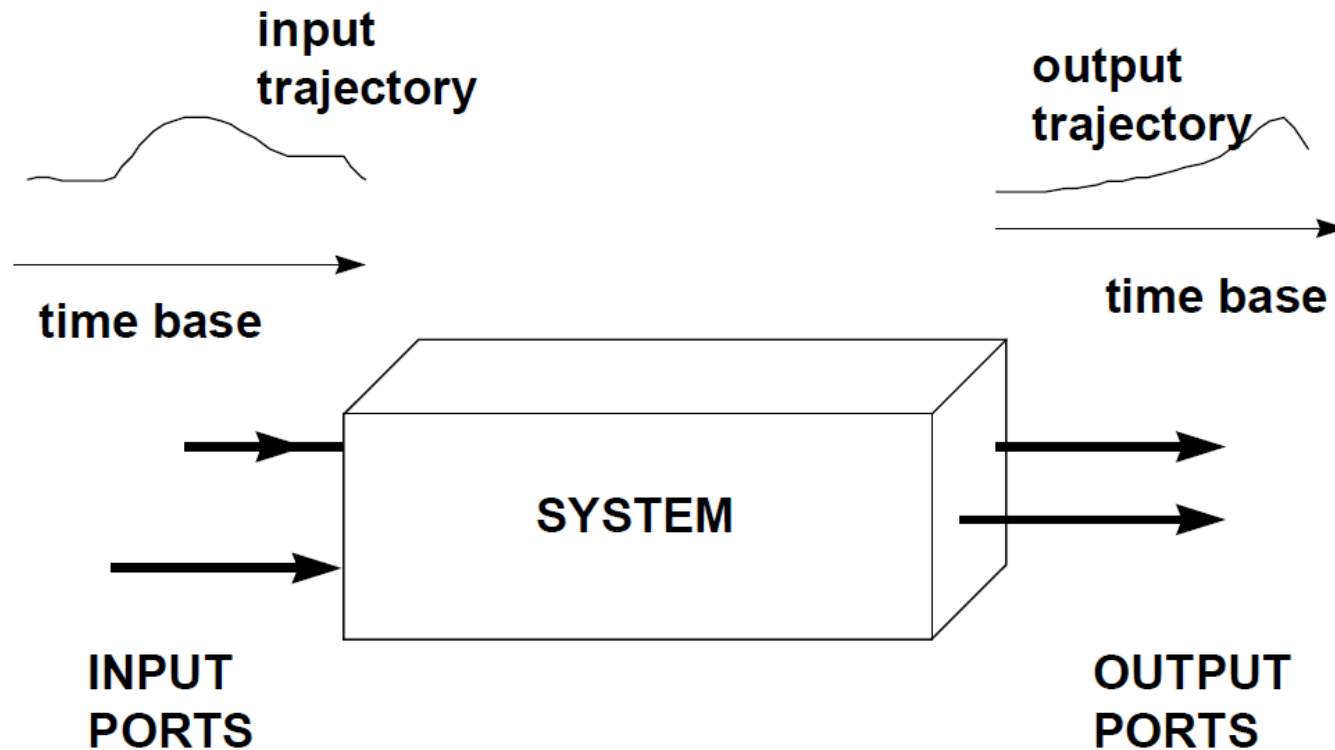 input
trajectory
output
trajectory
time base
time base
SYSTEM
INPUT
PORTS
OUTPUT
PORTS